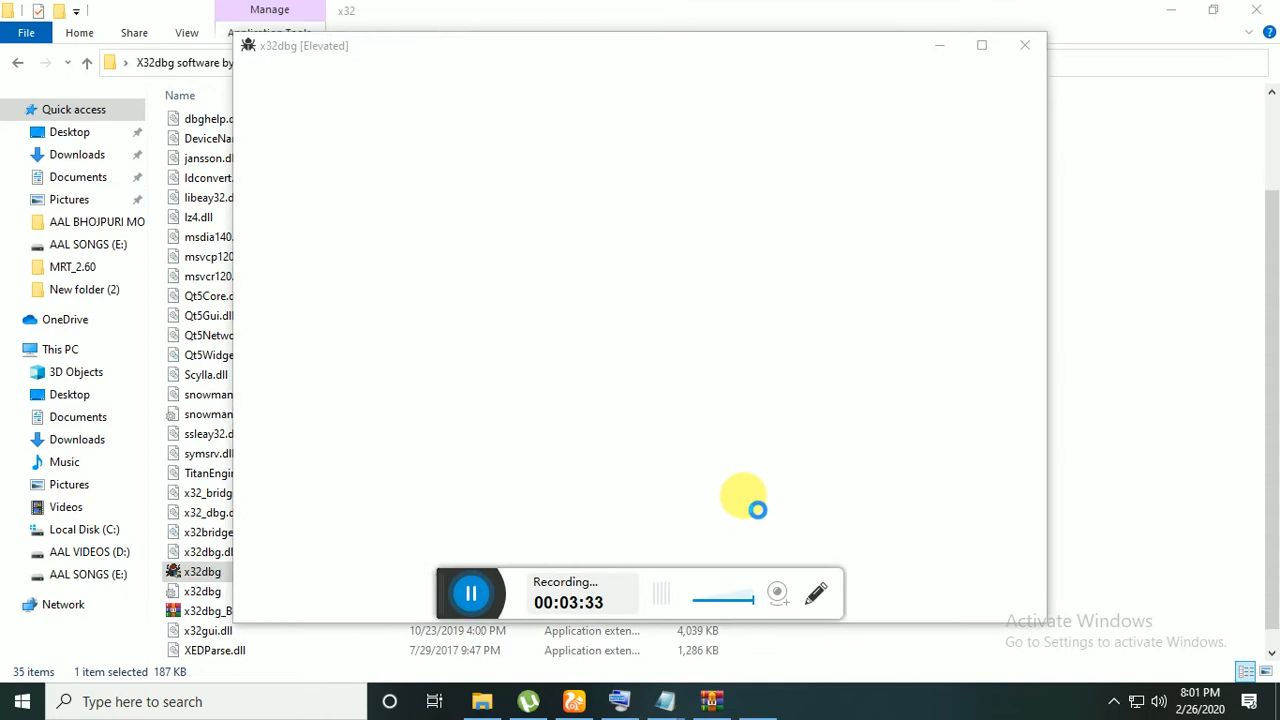 Manage
x32
File
Home
Share
View
Application Tools
x32dbg [Elevated]
X32dbg software by
Quick access
Desktop
Downloads
Documents
Pictures
AAL BHOJPURI MO
AAL SONGS (E:)
MRT_2.60
New folder (2)
OneDrive
This PC
3D Objects
Desktop
Documents
Downloads
Music
Pictures
Videos
Local Disk (C:)
AAL VIDEOS (D:)
AAL SONGS (E:)
Network
Name
dbghelp.d
DeviceNa
jansson.dl
ldconvert.
libeay32.d
lz4.dll
msdia140.
msvcp120
msvcr120.
Qt5Core.d
Qt5Gui.dll
Qt5Netwo
Qt5Widge
Scylla.dll
snowman
snowman
ssleay32.d
symsrv.dll
TitanEngin
x32_bridg
x32_dbg.
x32bridge
x32dbg.dl
x32dbg
x32dbg
x32dbg_B
x32gui.dll 10/23/2019 4:00 PM Application exten... 4,039 KB
XEDParse.dll 7/29/2017 9:47 PM Application exten... 1,286 KB
Recording...
00:03:33
Activate Windows
Go to Settings to activate Windows.
35 items 1 item selected 187 KB
Type here to search
8:01 PM
2/26/2020